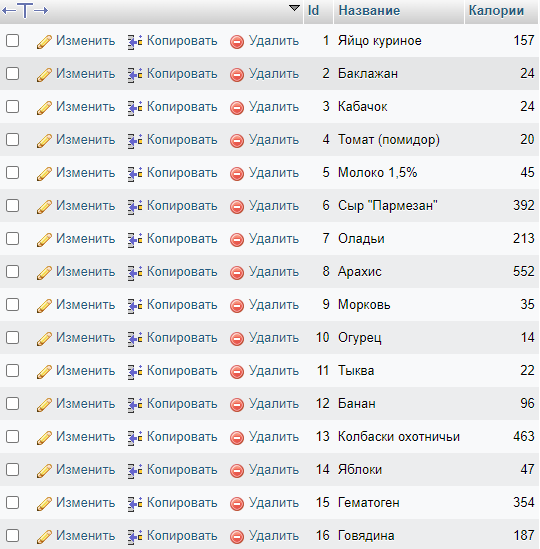 Id Название Калории
Изменить Копировать Удалить 1 Яйцо куриное 157
Изменить Копировать Удалить 2 Баклажан 24
Изменить Копировать Удалить 3 Кабачок 24
Изменить Копировать Удалить 4 Томат (помидор) 20
Изменить Копировать Удалить 5 Молоко 1,5% 45
Изменить Копировать Удалить 6 Сыр "Пармезан" 392
Изменить Копировать Удалить 7 Оладьи 213
Изменить Копировать Удалить 8 Арахис 552
Изменить Копировать Удалить 9 Морковь 35
Изменить Копировать Удалить 10 Огурец 14
Изменить Копировать Удалить 11 Тыква 22
Изменить Копировать Удалить 12 Банан 96
Изменить Копировать Удалить 13 Колбаски охотничьи 463
Изменить Копировать Удалить 14 Яблоки 47
Изменить Копировать Удалить 15 Гематоген 354
Изменить Копировать Удалить 16 Говядина 187